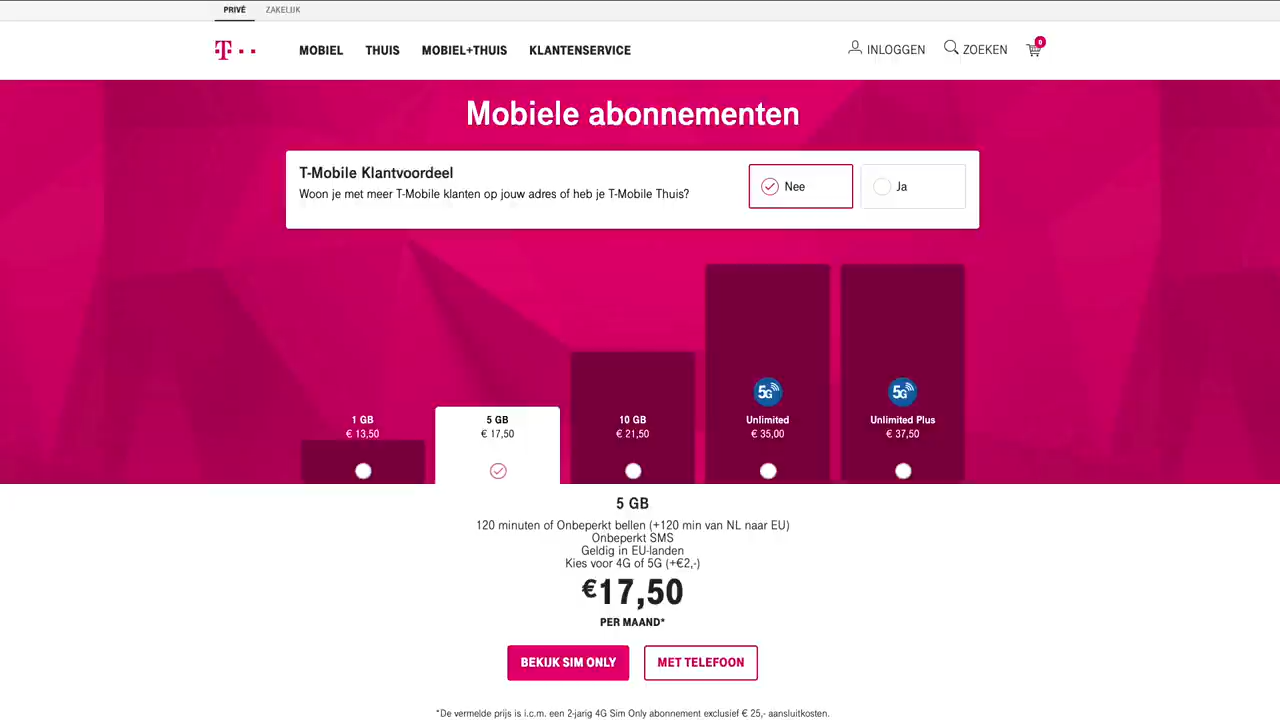 PRIVÉ ZAKELIJK
T MOBIEL THUIS MOBIEL+THUIS KLANTENSERVICE INLOGGEN ZOEKEN 0
Mobiele abonnementen
T-Mobile Klantvoordeel
Woon je met meer T-Mobile klanten op jouw adres of heb je T-Mobile Thuis?
Nee Ja
5G 5G
1 GB 5 GB 10 GB Unlimited Unlimited Plus
€ 13,50 € 17,50 € 21,50 € 35,00 € 37,50
5 GB
120 minuten of Onbeperkt bellen (+120 min van NL naar EU)
Onbeperkt SMS
Geldig in EU-landen
Kies voor 4G of 5G (+€2,-)
€17,50
PER MAAND*
BEKIJK SIM ONLY MET TELEFOON
*De vermelde prijs is i.c.m. een 2-jarig 4G Sim Only abonnement exclusief € 25,- aansluitkosten.